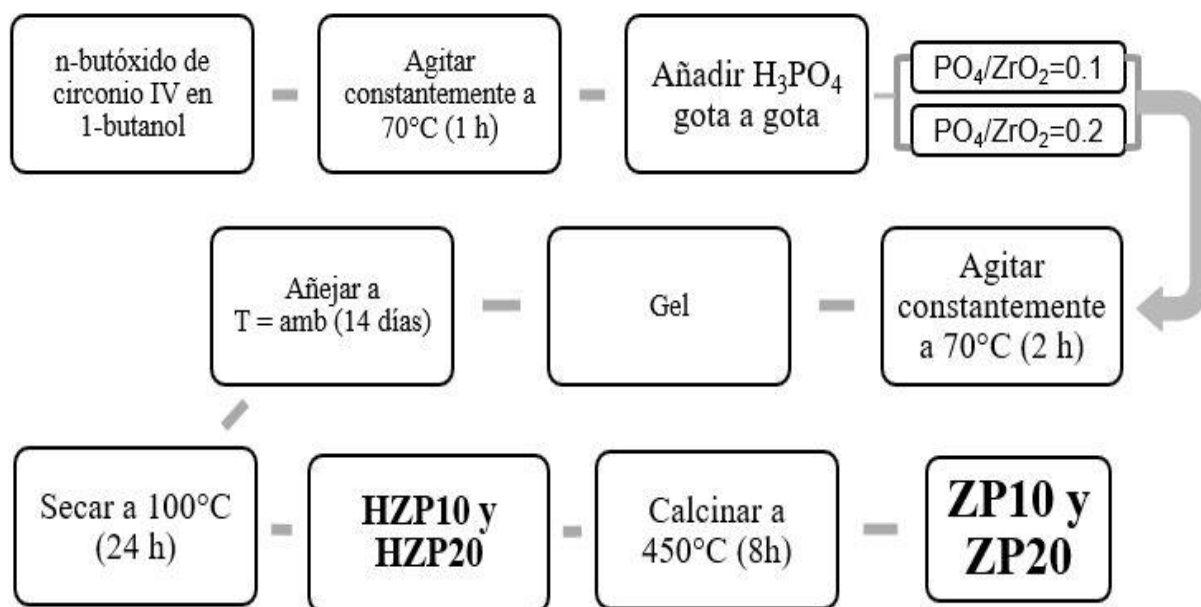 n-butóxido de
circonio IV en
1-butanol
Agitar
constantemente a
70°C (1 h)
Añadir H₃PO₄
gota a gota
PO₄/ZrO₂=0.1
PO₄/ZrO₂=0.2
Agitar
constantemente
a 70°C (2 h)
Gel
Añejar a
T = amb (14 días)
Secar a 100°C
(24 h)
HZP10 y
HZP20
Calcinar a
450°C (8h)
ZP10 y
ZP20